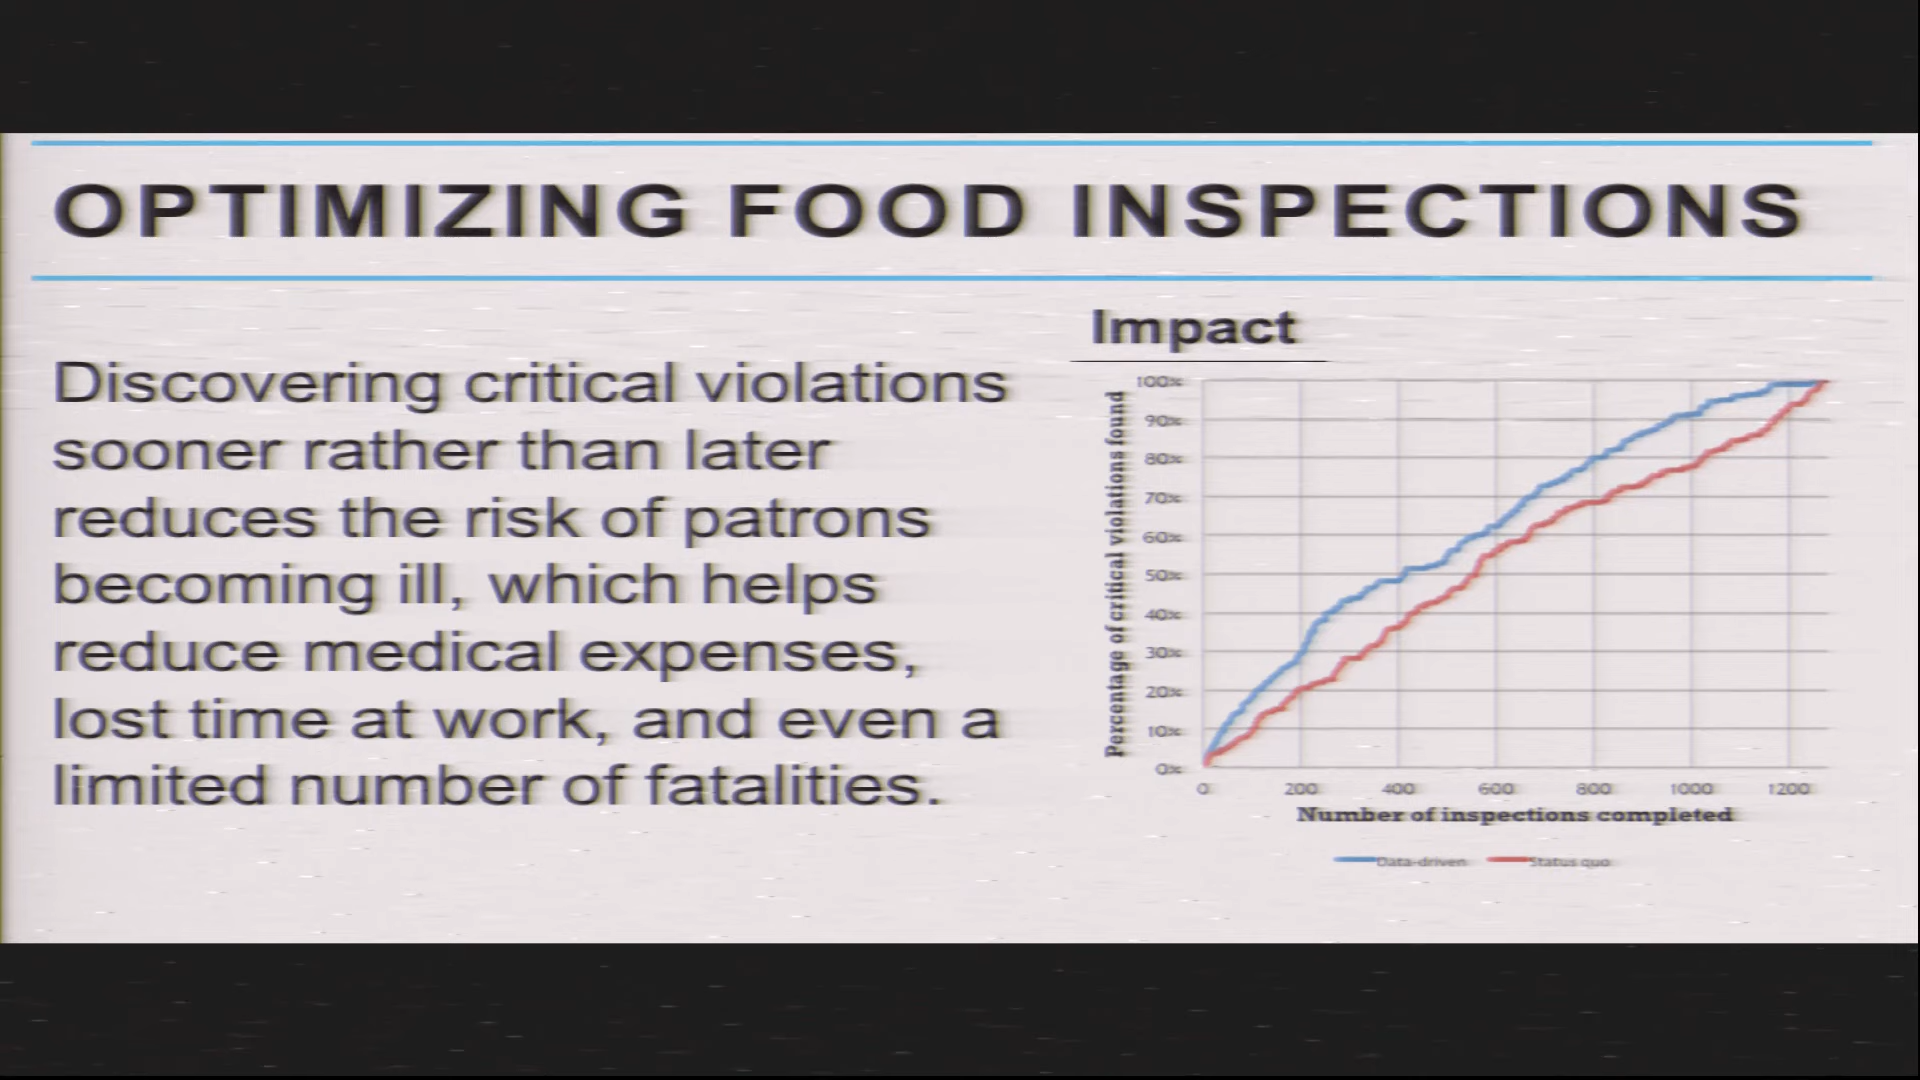 OPTIMIZING FOOD INSPECTIONS
Discovering critical violations
sooner rather than later
reduces the risk of patrons
becoming ill, which helps
reduce medical expenses,
lost time at work, and even a
limited number of fatalities.
Impact
Percentage of critical violations found
100%
90%
80%
70%
60%
50%
40%
30%
20%
10%
0%
0 200 400 600 800 1000 1200
Number of inspections completed
Data-driven Status quo